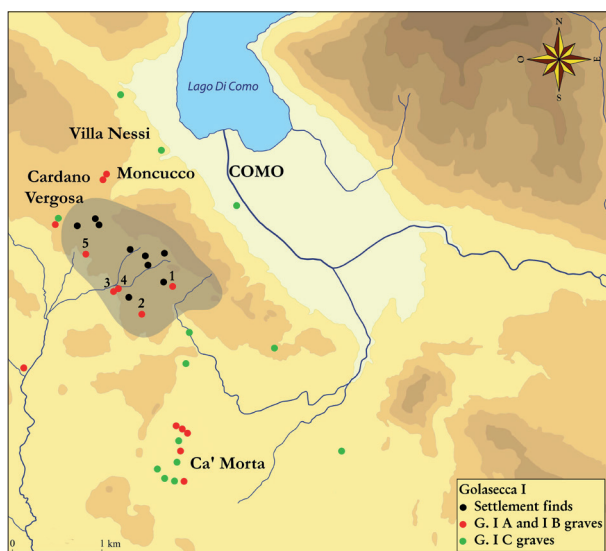 N
O
E
S
Lago Di Como
Villa Nessi
COMO
Cardano
Moncucco
Vergosa
5
4
3
1
2
Ca' Morta
Golasecca I
Settlement finds
G. I A and I B graves
G. I C graves
0 1 km